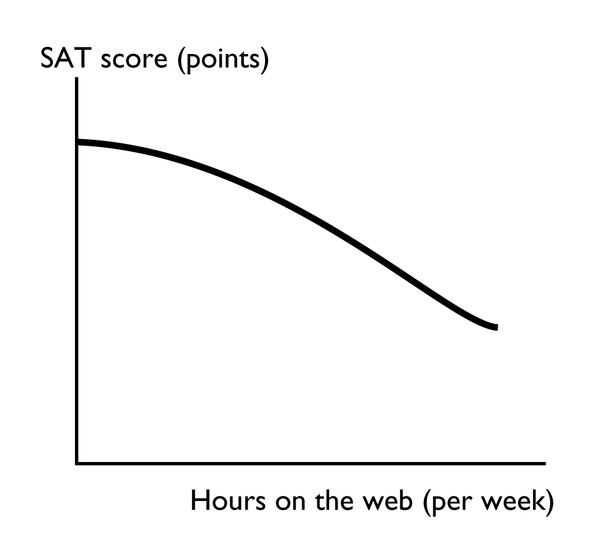 SAT score (points)
Hours on the web (per week)